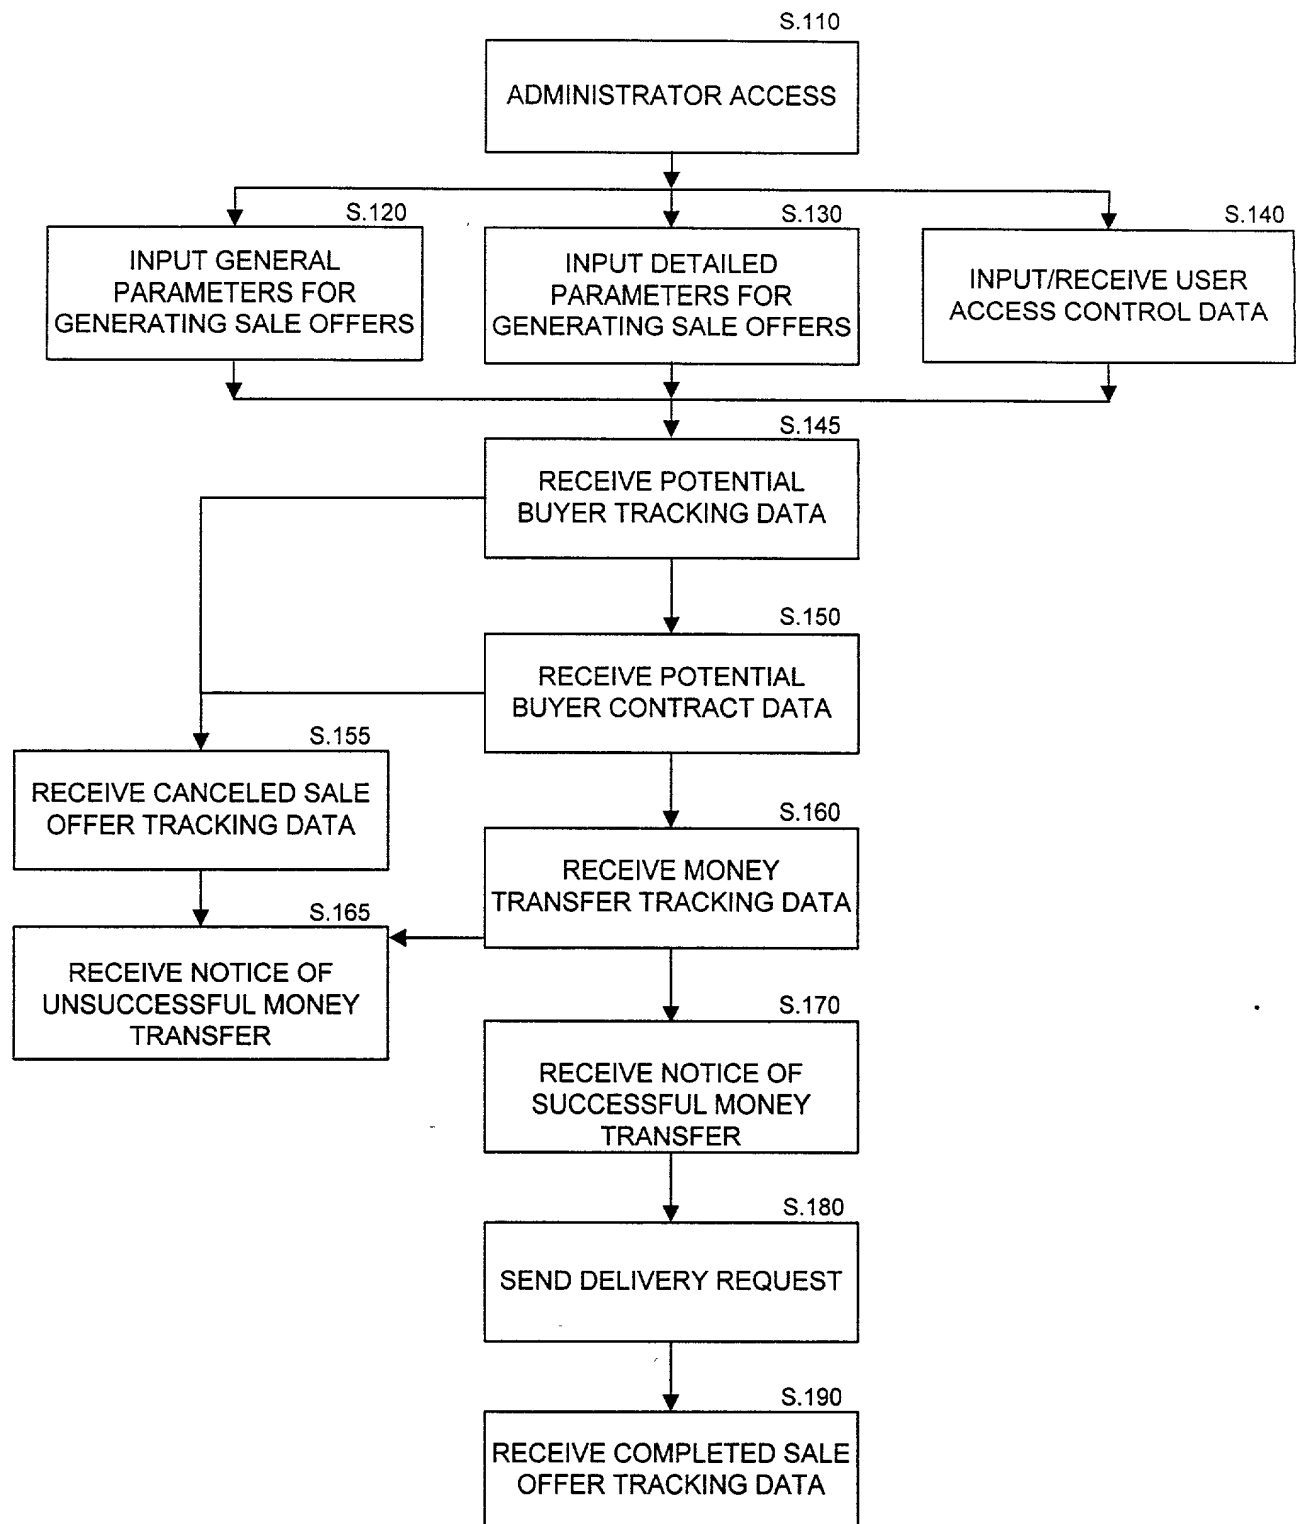 S.110
ADMINISTRATOR ACCESS
S.120
INPUT GENERAL
PARAMETERS FOR
GENERATING SALE OFFERS
S.130
INPUT DETAILED
PARAMETERS FOR
GENERATING SALE OFFERS
S.140
INPUT/RECEIVE USER
ACCESS CONTROL DATA
S.145
RECEIVE POTENTIAL
BUYER TRACKING DATA
S.150
RECEIVE POTENTIAL
BUYER CONTRACT DATA
S.155
RECEIVE CANCELED SALE
OFFER TRACKING DATA
S.160
RECEIVE MONEY
TRANSFER TRACKING DATA
S.165
RECEIVE NOTICE OF
UNSUCCESSFUL MONEY
TRANSFER
S.170
RECEIVE NOTICE OF
SUCCESSFUL MONEY
TRANSFER
S.180
SEND DELIVERY REQUEST
S.190
RECEIVE COMPLETED SALE
OFFER TRACKING DATA